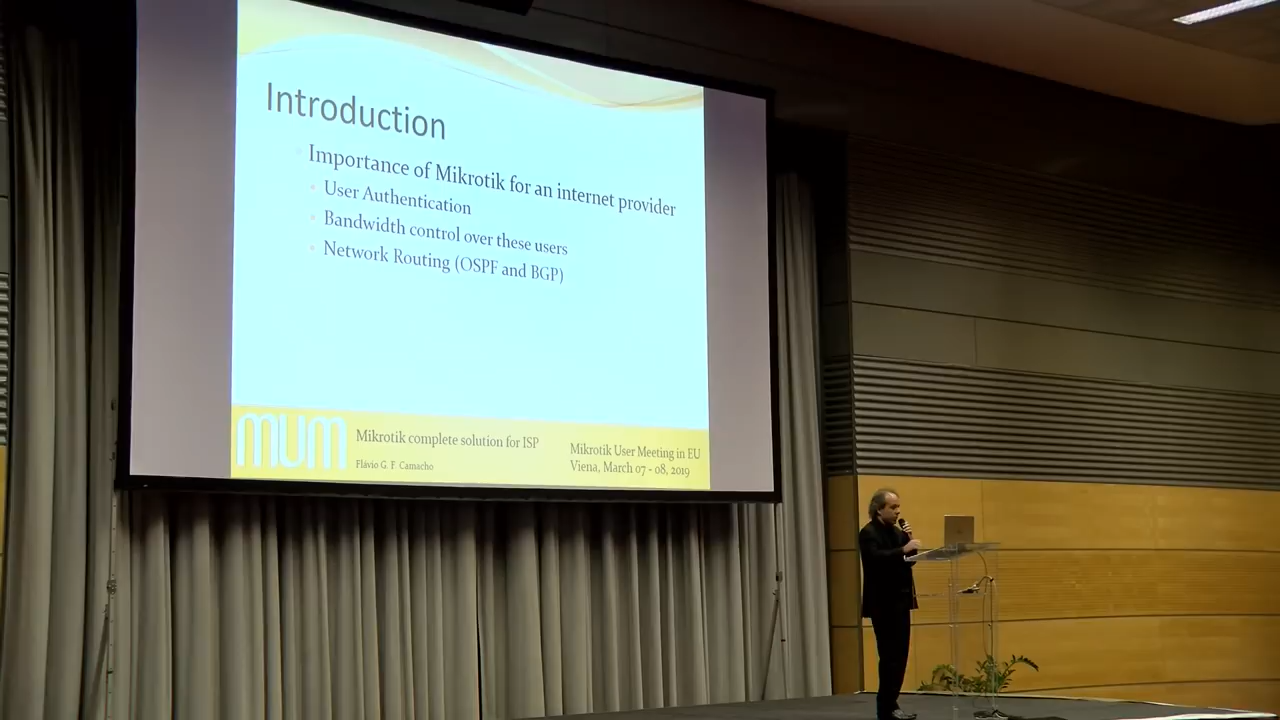 Introduction
Importance of Mikrotik for an internet provider
User Authentication
Bandwidth control over these users
Network Routing (OSPF and BGP)
mum
Mikrotik complete solution for ISP
Flávio G. F. Camacho
Mikrotik User Meeting in EU
Viena, March 07 - 08, 2019